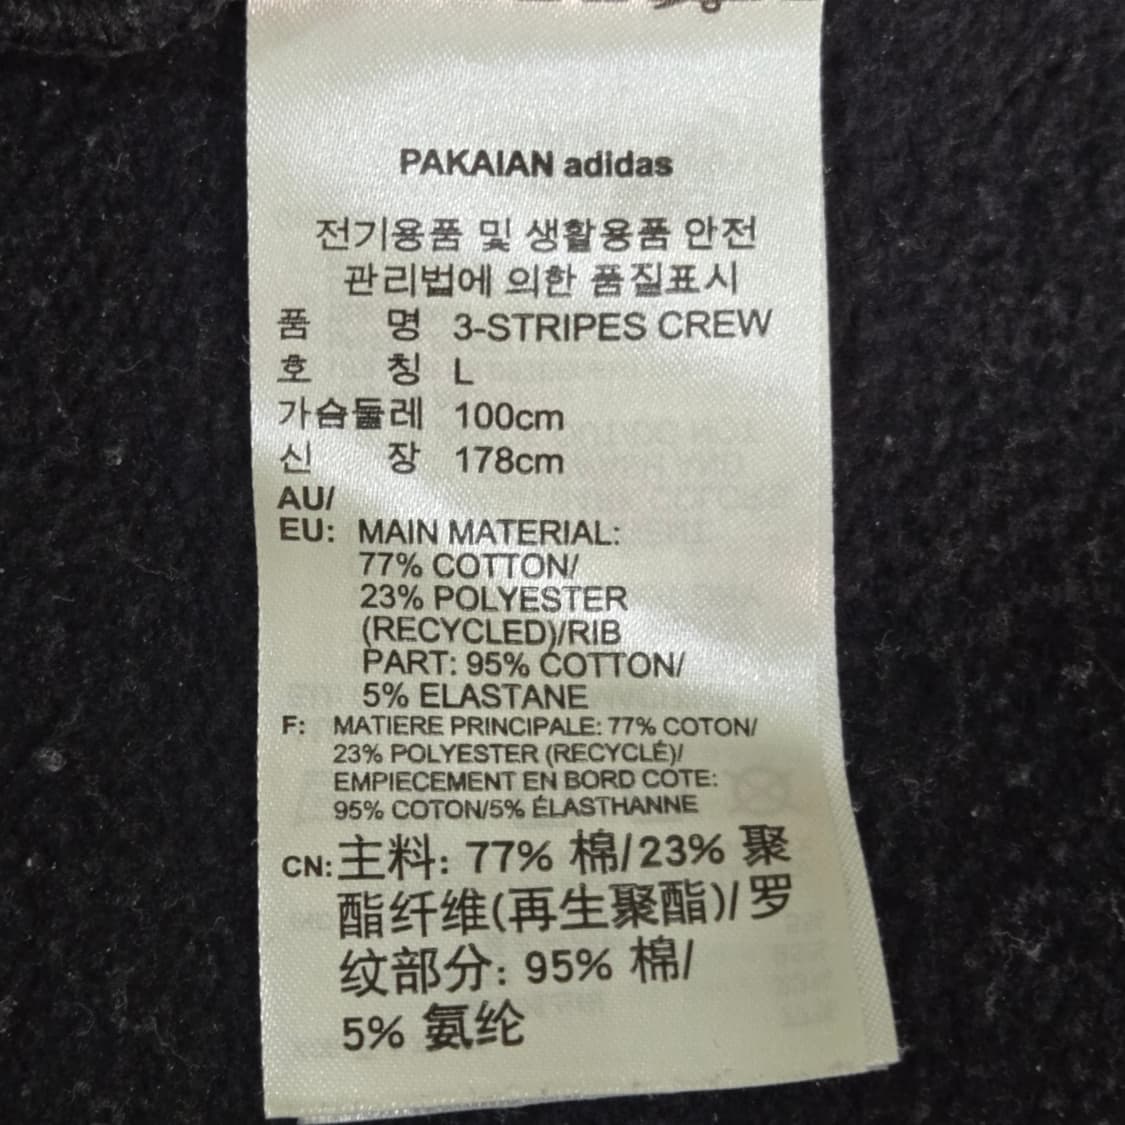 PAKAIAN adidas
전기용품 및 생활용품 안전
관리법에 의한 품질표시
품 명 3-STRIPES CREW
호 칭 L
가슴둘레 100cm
신 장 178cm
AU/
EU: MAIN MATERIAL:
77% COTTON/
23% POLYESTER
(RECYCLED)/RIB
PART: 95% COTTON/
5% ELASTANE
F: MATIERE PRINCIPALE: 77% COTON/
23% POLYESTER (RECYCLÉ)/
EMPIECEMENT EN BORD COTE:
95% COTON/5% ÉLASTHANNE
CN: 主料: 77% 棉/23% 聚
酯纤维(再生聚酯)/罗
纹部分: 95% 棉/
5% 氨纶